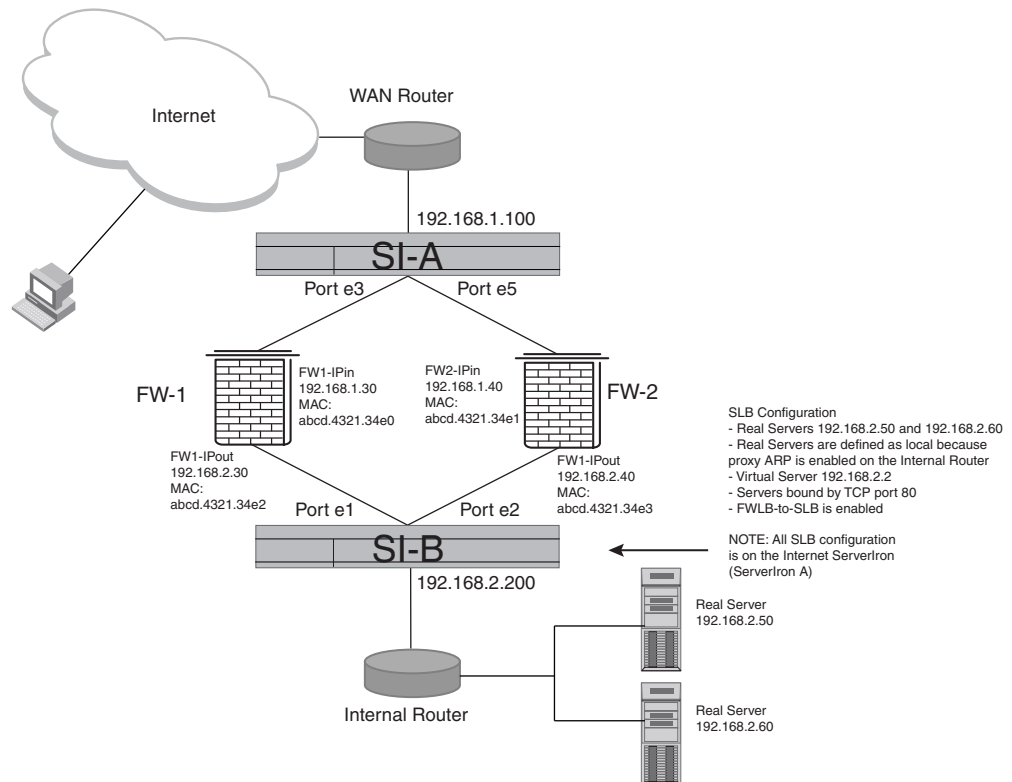 Internet
WAN Router
192.168.1.100
SI-A
Port e3
Port e5
FW-1
FW1-IPin
192.168.1.30
MAC:
abcd.4321.34e0
FW2-IPin
192.168.1.40
MAC:
abcd.4321.34e1
FW-2
FW1-IPout
192.168.2.30
MAC:
abcd.4321.34e2
FW1-IPout
192.168.2.40
MAC:
abcd.4321.34e3
Port e1
Port e2
SI-B
192.168.2.200
SLB Configuration
- Real Servers 192.168.2.50 and 192.168.2.60
- Real Servers are defined as local because
proxy ARP is enabled on the Internal Router
- Virtual Server 192.168.2.2
- Servers bound by TCP port 80
- FWLB-to-SLB is enabled
NOTE: All SLB configuration
is on the Internet ServerIron
(ServerIron A)
Real Server
192.168.2.50
Internal Router
Real Server
192.168.2.60